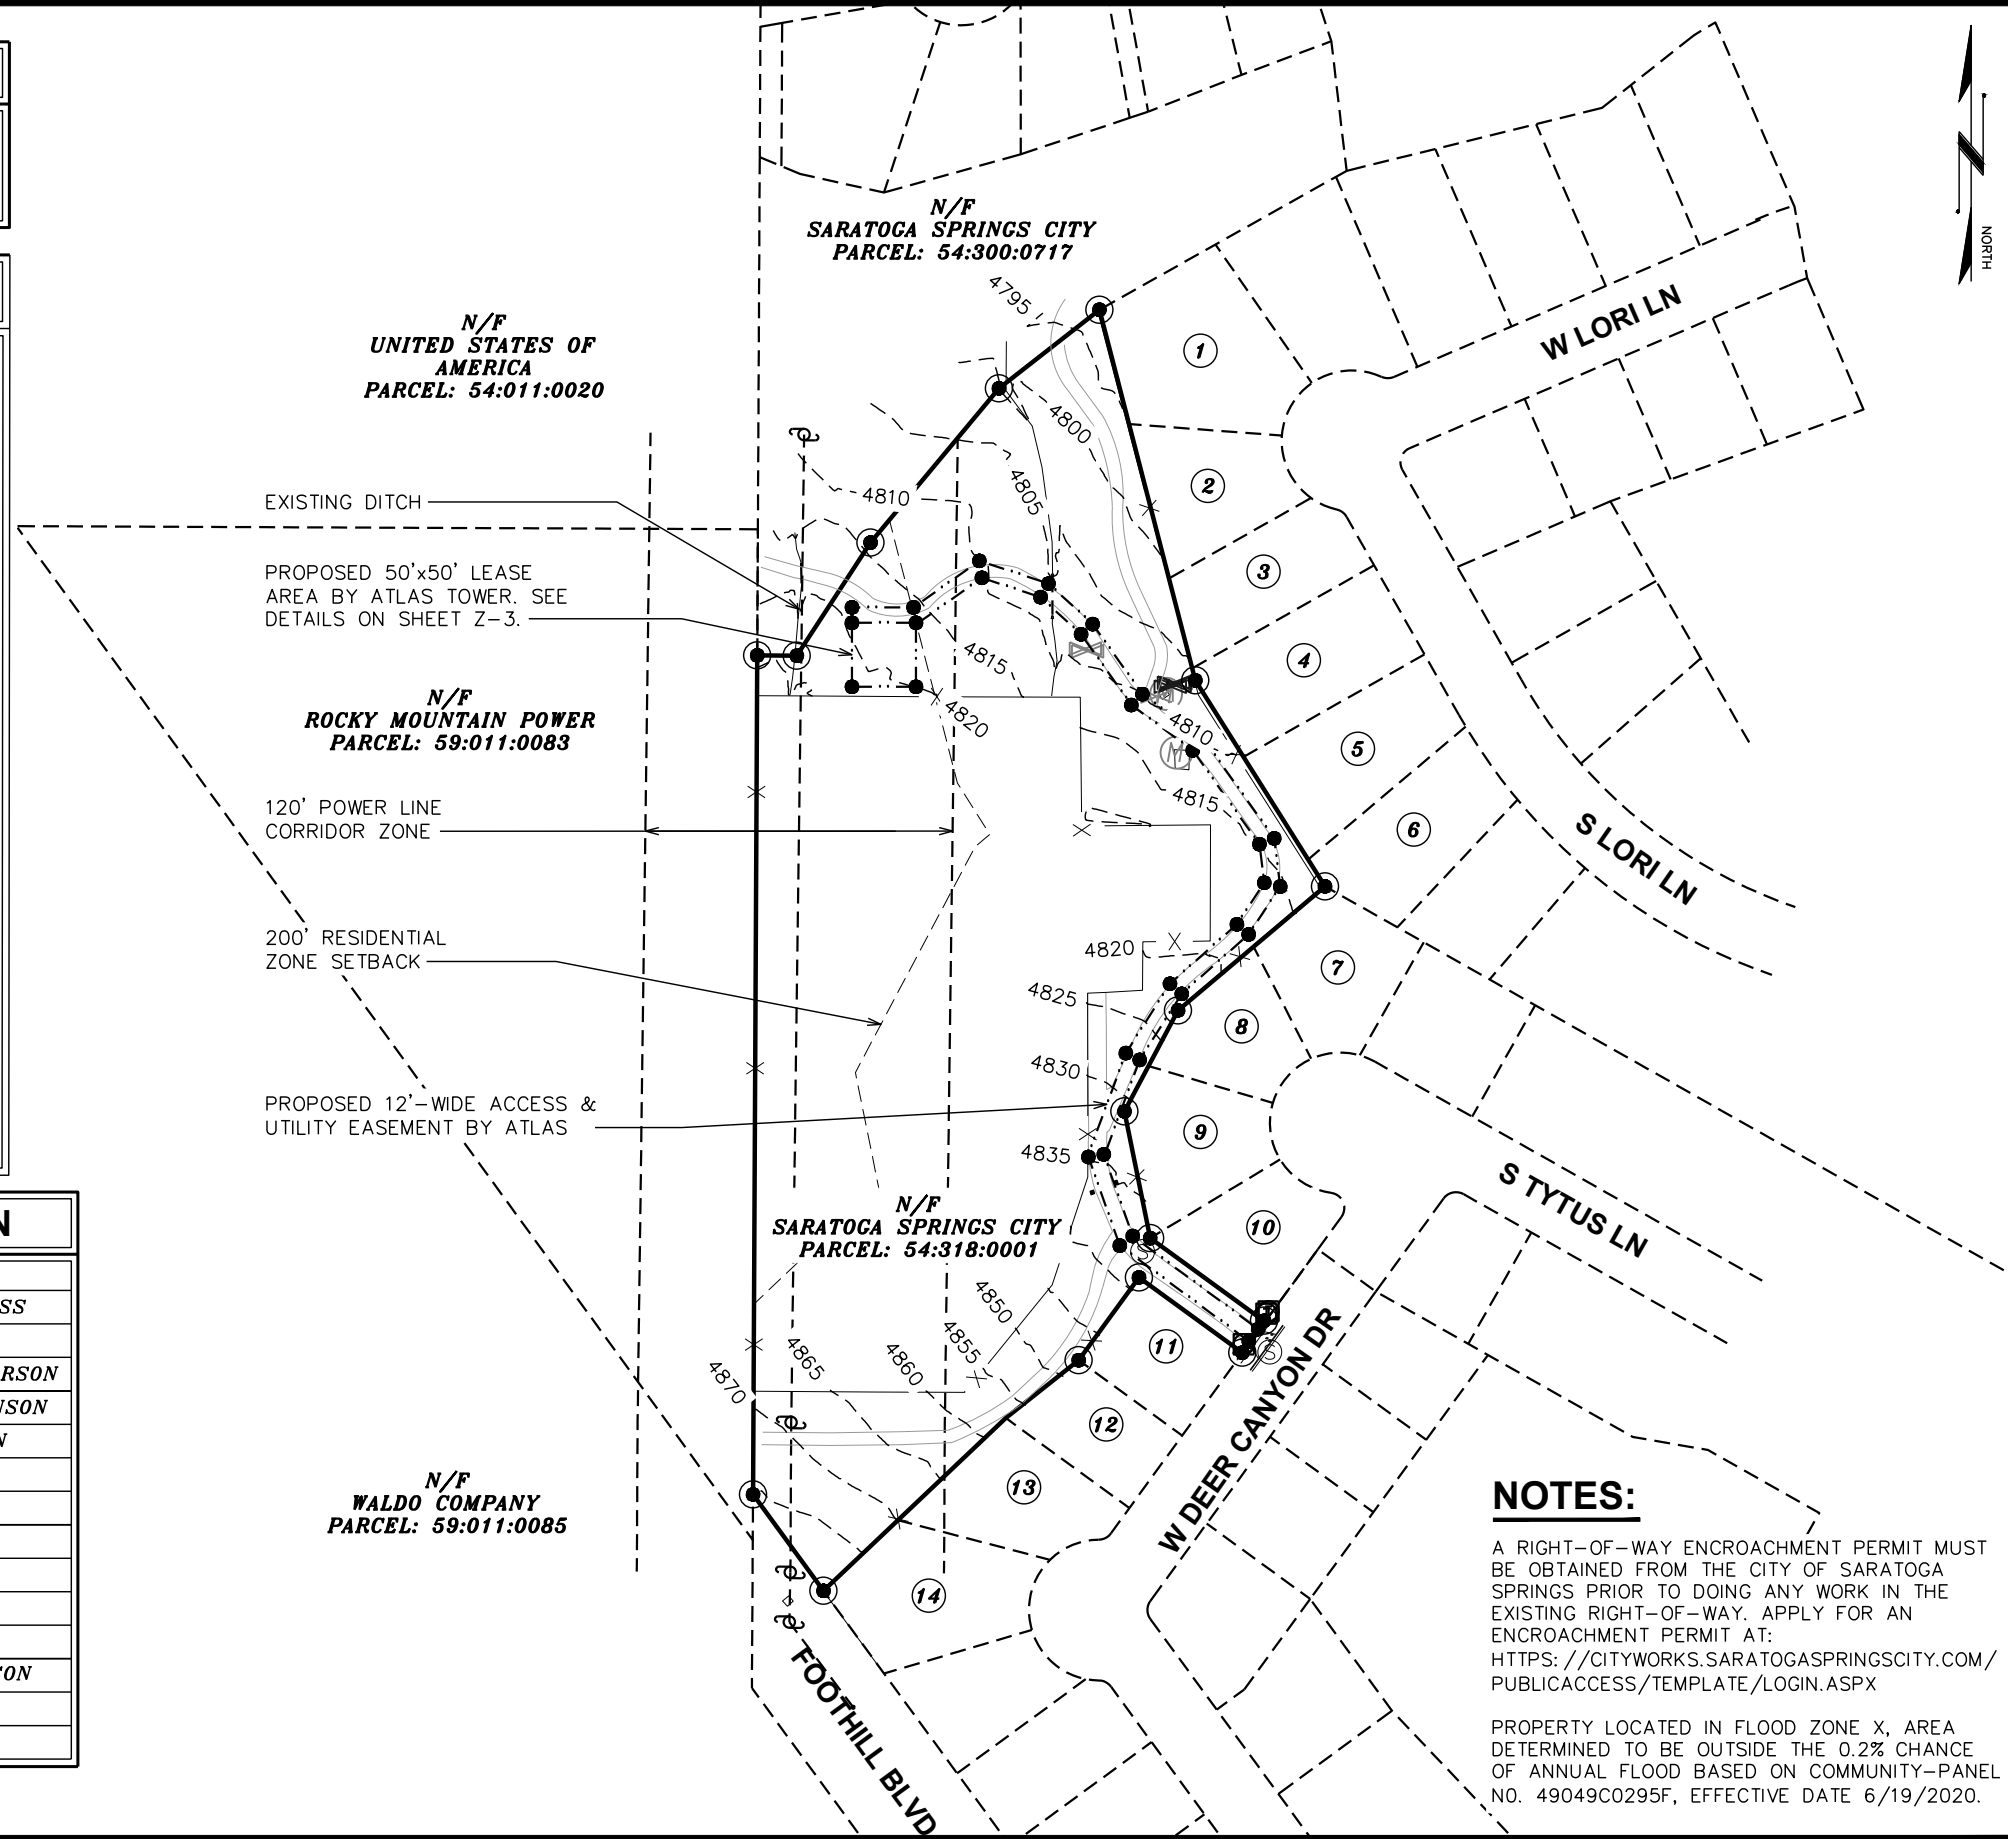 NORTH
N/F
SARATOGA SPRINGS CITY
PARCEL: 54:300:0717
N/F
UNITED STATES OF
AMERICA
PARCEL: 54:011:0020
4795
4800
4805
4810
EXISTING DITCH
PROPOSED 50'x50' LEASE
AREA BY ATLAS TOWER. SEE
DETAILS ON SHEET Z-3.
1
2
3
4
5
6
7
8
9
10
11
12
13
14
W LORI LN
S LORI LN
S TYTUS LN
W DEER CANYON DR
FOOTHILL BLVD
N/F
ROCKY MOUNTAIN POWER
PARCEL: 59:011:0083
4815
4820
4810
4815
M
120' POWER LINE
CORRIDOR ZONE
200' RESIDENTIAL
ZONE SETBACK
4820
4825
4830
4835
PROPOSED 12'-WIDE ACCESS &
UTILITY EASEMENT BY ATLAS
N/F
SARATOGA SPRINGS CITY
PARCEL: 54:318:0001
S
S
4850
4855
4860
4865
4870
N/F
WALDO COMPANY
PARCEL: 59:011:0085
N
SS
RSON
NSON
N
SON
NOTES:
A RIGHT-OF-WAY ENCROACHMENT PERMIT MUST
BE OBTAINED FROM THE CITY OF SARATOGA
SPRINGS PRIOR TO DOING ANY WORK IN THE
EXISTING RIGHT-OF-WAY. APPLY FOR AN
ENCROACHMENT PERMIT AT:
HTTPS://CITYWORKS.SARATOGASPRINGSCITY.COM/
PUBLICACCESS/TEMPLATE/LOGIN.ASPX
PROPERTY LOCATED IN FLOOD ZONE X, AREA
DETERMINED TO BE OUTSIDE THE 0.2% CHANCE
OF ANNUAL FLOOD BASED ON COMMUNITY-PANEL
NO. 49049C0295F, EFFECTIVE DATE 6/19/2020.